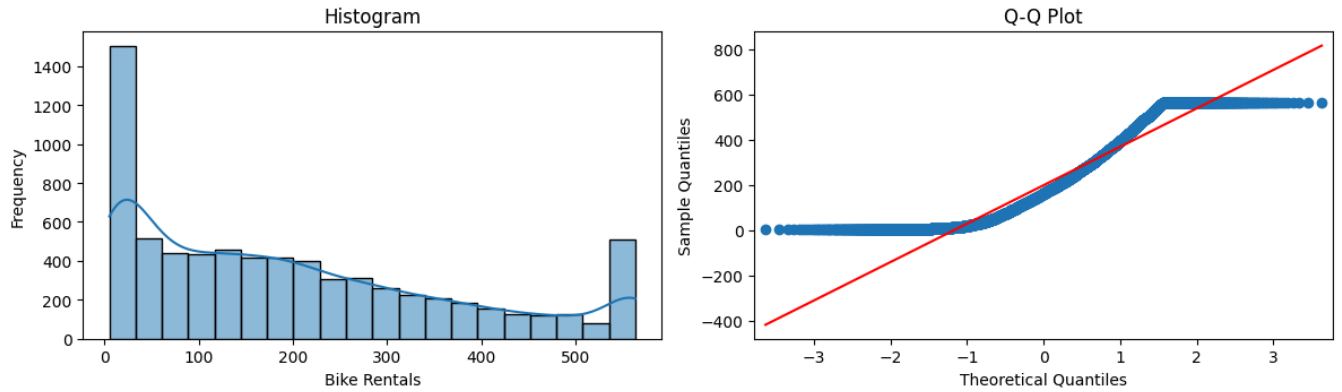 Histogram
1400
1200
1000
800
600
400
200
0
Frequency
0 100 200 300 400 500
Bike Rentals
Q-Q Plot
800
600
400
200
0
−200
−400
Sample Quantiles
−3 −2 −1 0 1 2 3
Theoretical Quantiles